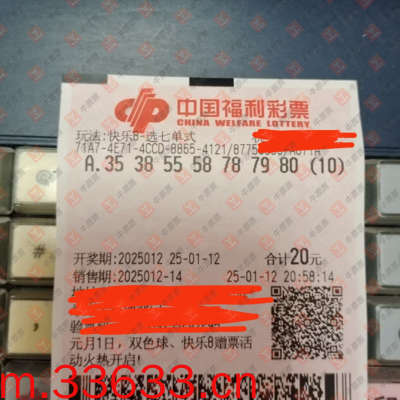 中国福利彩票
CHINA WELFARE LOTTERY
玩法:快乐8-选七单式
71A7-4E71-4CCD-8865-4121/8775
A.35 38 55 58 78 79 80 (10)
开奖期:2025012 25-01-12 合计20元
销售期:2025012-14 25-01-12 20:58:14
元月1日，双色球、快乐8赠票活
动火热开启!
m.33633.cn